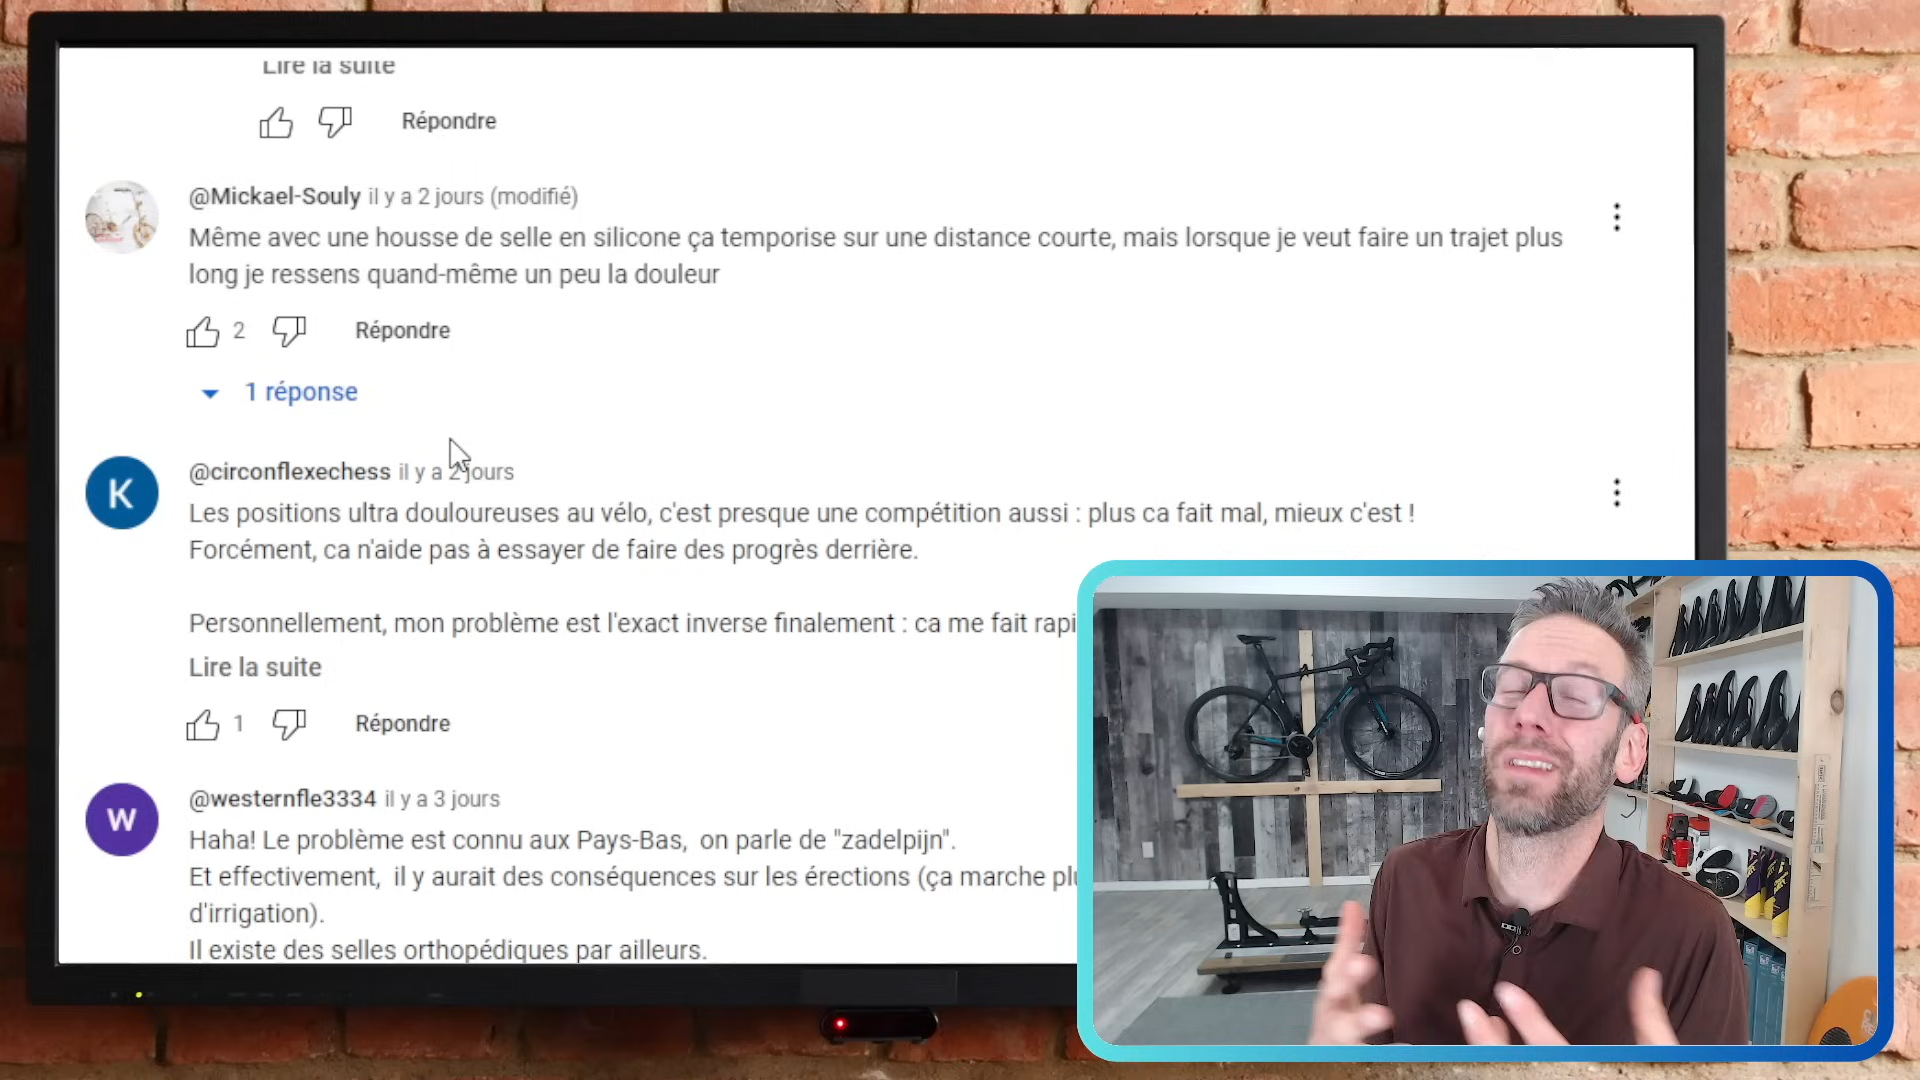 Lire la suite
Répondre
@Mickael-Souly il y a 2 jours (modifié)
Même avec une housse de selle en silicone ça temporise sur une distance courte, mais lorsque je veut faire un trajet plus
long je ressens quand-même un peu la douleur
2 Répondre
1 réponse
K
@circonflexechess il y a 2 jours
Les positions ultra douloureuses au vélo, c'est presque une compétition aussi : plus ca fait mal, mieux c'est !
Forcément, ca n'aide pas à essayer de faire des progrès derrière.
Personnellement, mon problème est l'exact inverse finalement : ca me fait rapi
Lire la suite
1 Répondre
W
@westernfle3334 il y a 3 jours
Haha! Le problème est connu aux Pays-Bas, on parle de "zadelpijn".
Et effectivement, il y aurait des conséquences sur les érections (ça marche plu
d'irrigation).
Il existe des selles orthopédiques par ailleurs.